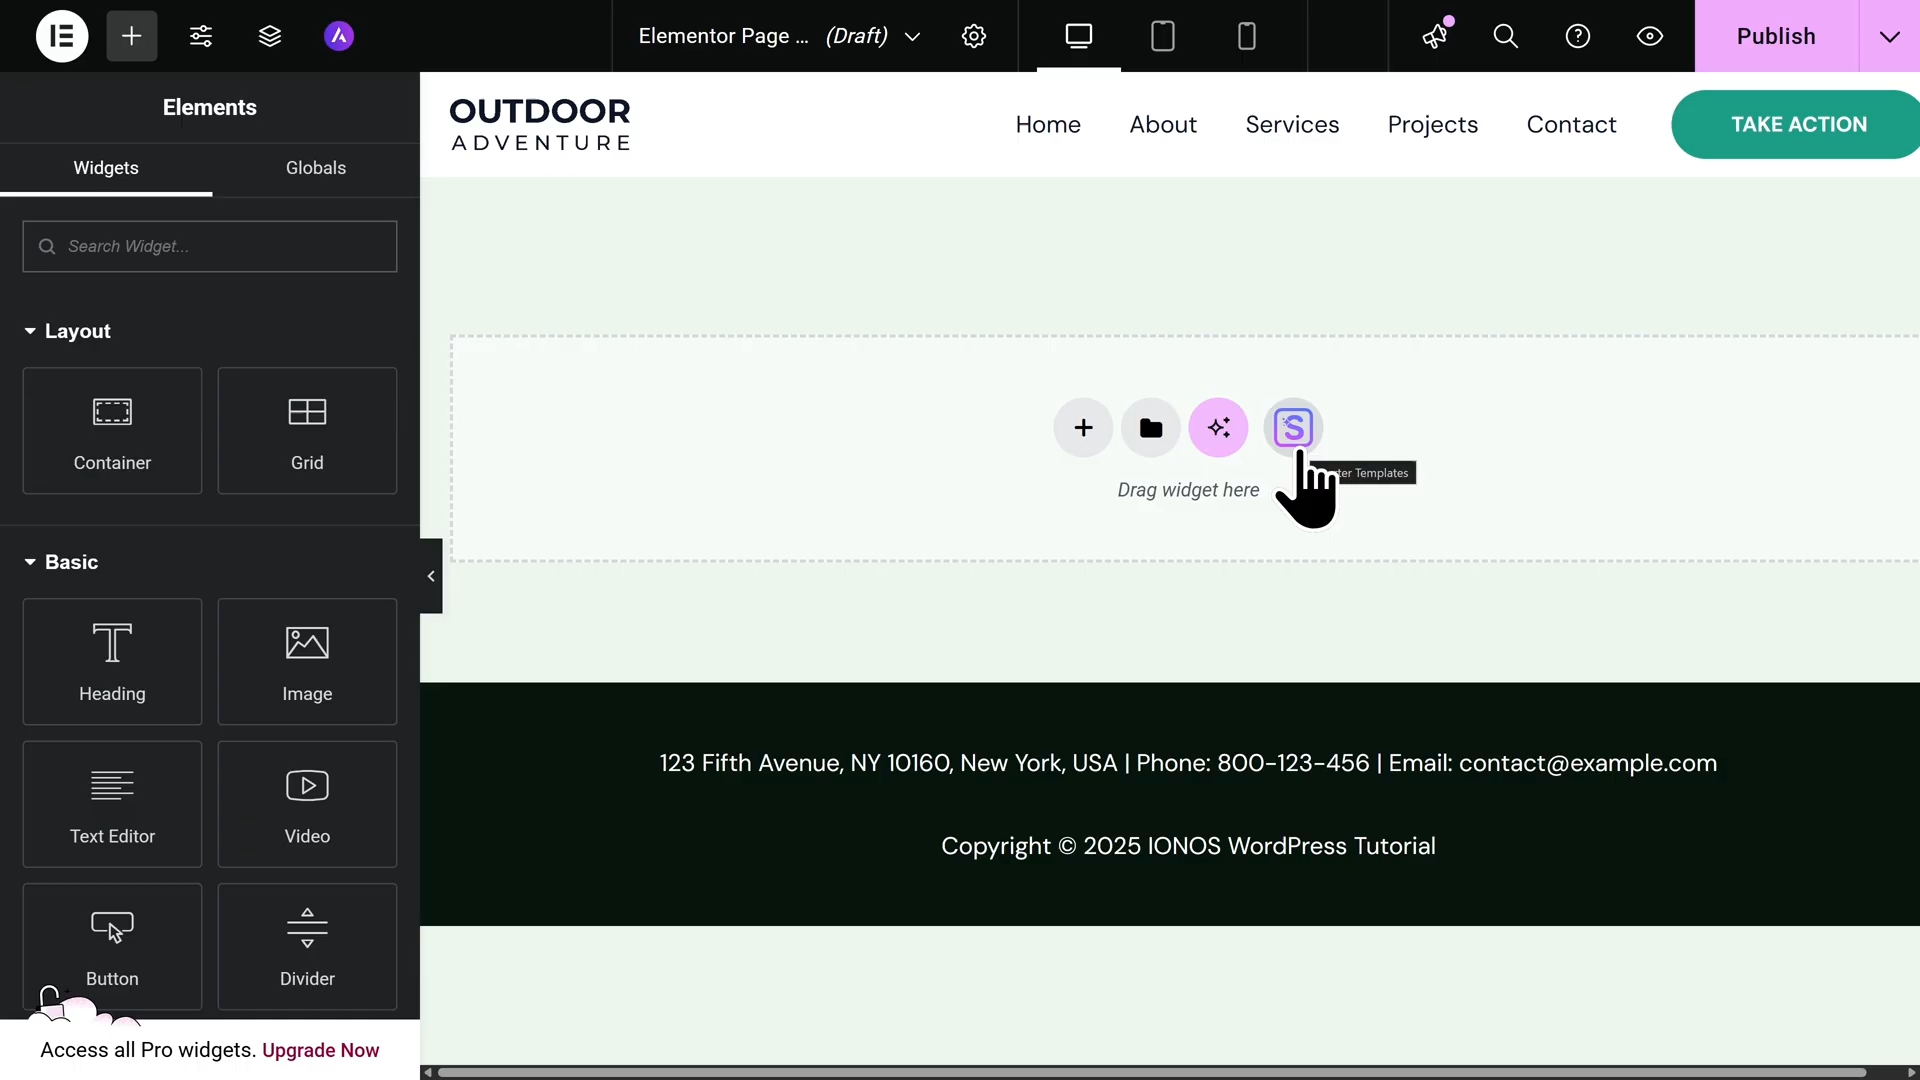 Elementor Page ... (Draft)
Publish
Elements
Widgets
Globals
Search Widget...
Layout
Container
Grid
Basic
Heading
Image
Text Editor
Video
Button
Divider
Access all Pro widgets. Upgrade Now
OUTDOOR
ADVENTURE
Home
About
Services
Projects
Contact
TAKE ACTION
Templates
Drag widget here
123 Fifth Avenue, NY 10160, New York, USA | Phone: 800-123-456 | Email: contact@example.com
Copyright © 2025 IONOS WordPress Tutorial